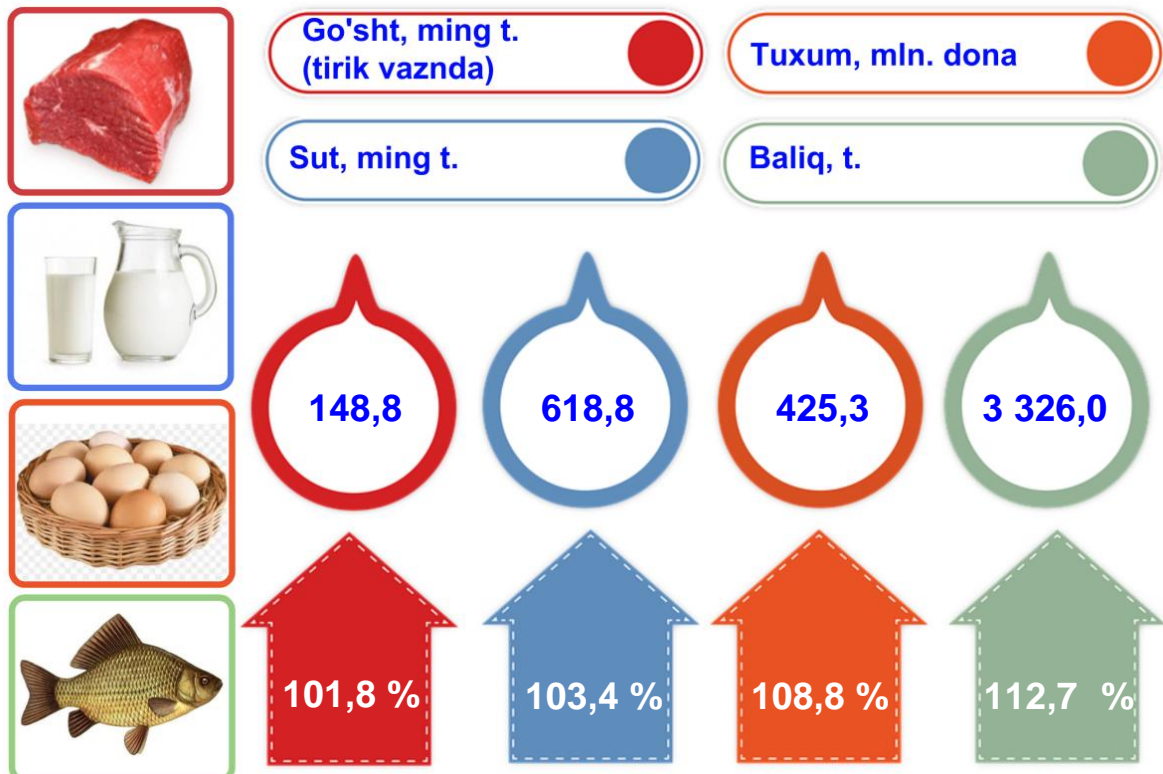 Go'sht, ming t.
(tirik vaznda)
Tuxum, mln. dona
Sut, ming t.
Baliq, t.
148,8
618,8
425,3
3 326,0
101,8 %
103,4 %
108,8 %
112,7 %